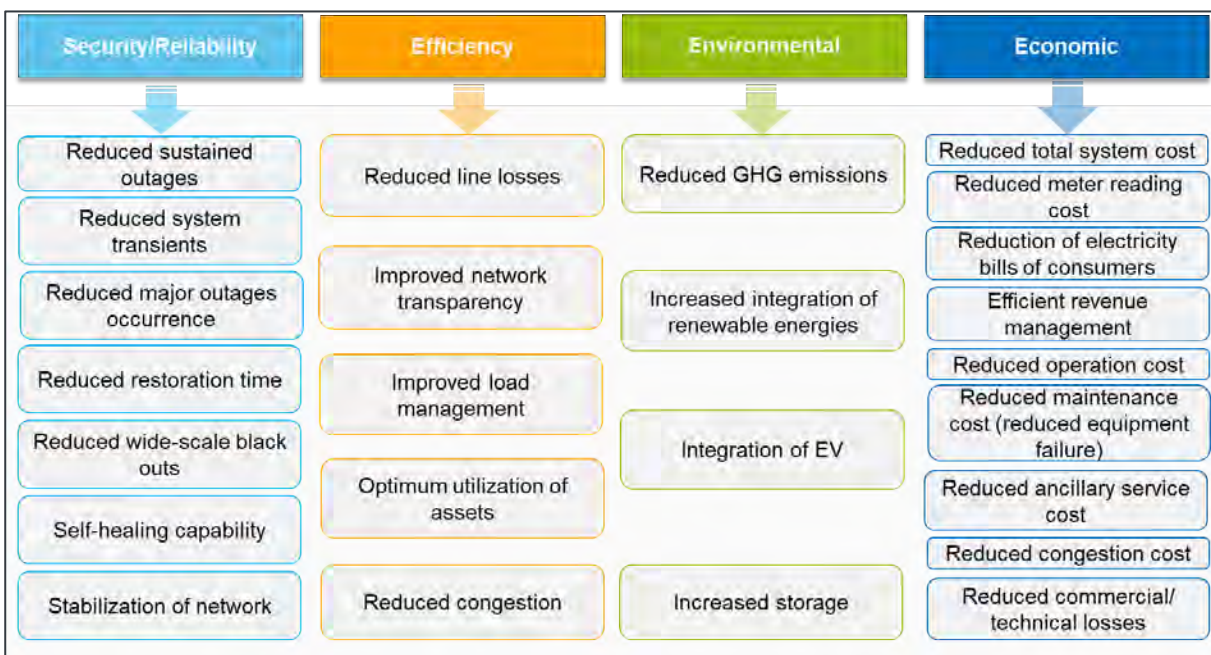 Security/Reliability
Reduced sustained
outages
Reduced system
transients
Reduced major outages
occurrence
Reduced restoration time
Reduced wide-scale black
outs
Self-healing capability
Stabilization of network
Efficiency
Reduced line losses
Improved network
transparency
Improved load
management
Optimum utilization of
assets
Reduced congestion
Environmental
Reduced GHG emissions
Increased integration of
renewable energies
Integration of EV
Increased storage
Economic
Reduced total system cost
Reduced meter reading
cost
Reduction of electricity
bills of consumers
Efficient revenue
management
Reduced operation cost
Reduced maintenance
cost (reduced equipment
failure)
Reduced ancillary service
cost
Reduced congestion cost
Reduced commercial/
technical losses